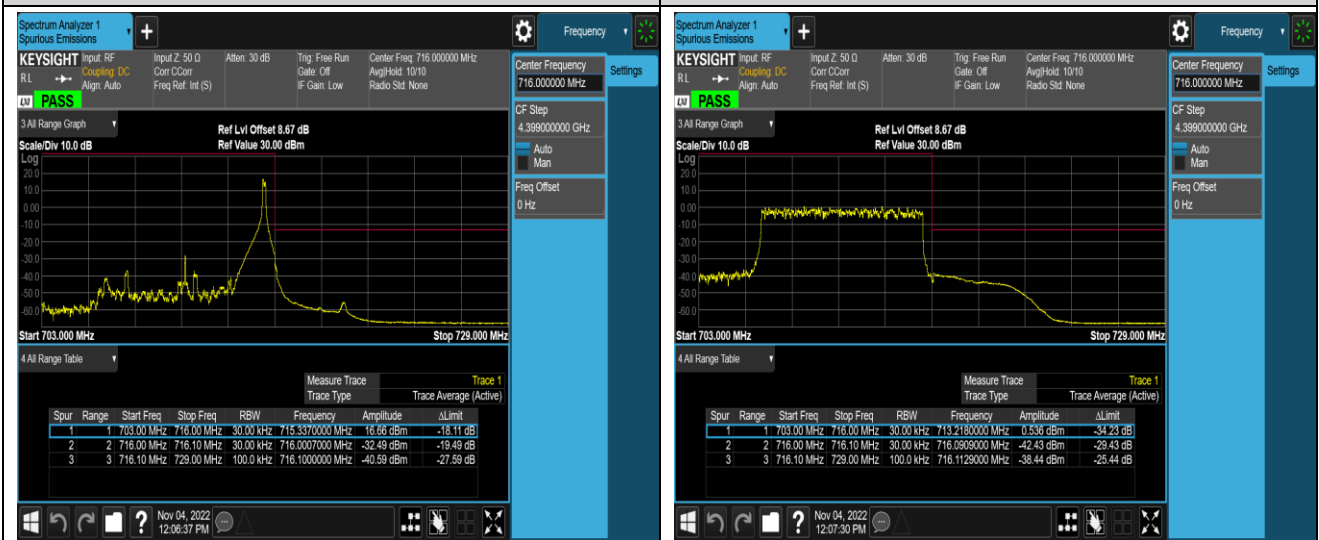 Spectrum Analyzer 1
Spurious Emissions
Frequency
KEYSIGHT Input: RF Input Z: 50 Ω Atten: 30 dB Trig: Free Run Center Freq: 716.000000 MHz
RL Coupling: DC Corr CCorr Gate: Off Avg|Hold: 10/10
Align: Auto Freq Ref: Int (S) IF Gain: Low Radio Std: None
LXI PASS
Center Frequency
716.000000 MHz
Settings
CF Step
4.399000000 GHz
Auto
Man
Freq Offset
0 Hz
3 All Range Graph
Ref Lvl Offset 8.67 dB
Scale/Div 10.0 dB Ref Value 30.00 dBm
Log
20.0
10.0
0.00
-10.0
-20.0
-30.0
-40.0
-50.0
-60.0
Start 703.000 MHz Stop 729.000 MHz
4 All Range Table
Measure Trace Trace 1
Trace Type Trace Average (Active)
Spur Range Start Freq Stop Freq RBW Frequency Amplitude ΔLimit
1 1 703.00 MHz 716.00 MHz 30.00 kHz 715.3370000 MHz 16.66 dBm -18.11 dB
2 2 716.00 MHz 716.10 MHz 30.00 kHz 716.0007000 MHz -32.49 dBm -19.49 dB
3 3 716.10 MHz 729.00 MHz 100.0 kHz 716.1000000 MHz -40.59 dBm -27.59 dB
Nov 04, 2022
12:06:37 PM
Spectrum Analyzer 1
Spurious Emissions
Frequency
KEYSIGHT Input: RF Input Z: 50 Ω Atten: 30 dB Trig: Free Run Center Freq: 716.000000 MHz
RL Coupling: DC Corr CCorr Gate: Off Avg|Hold: 10/10
Align: Auto Freq Ref: Int (S) IF Gain: Low Radio Std: None
LXI PASS
Center Frequency
716.000000 MHz
Settings
CF Step
4.399000000 GHz
Auto
Man
Freq Offset
0 Hz
3 All Range Graph
Ref Lvl Offset 8.67 dB
Scale/Div 10.0 dB Ref Value 30.00 dBm
Log
20.0
10.0
0.00
-10.0
-20.0
-30.0
-40.0
-50.0
-60.0
Start 703.000 MHz Stop 729.000 MHz
4 All Range Table
Measure Trace Trace 1
Trace Type Trace Average (Active)
Spur Range Start Freq Stop Freq RBW Frequency Amplitude ΔLimit
1 1 703.00 MHz 716.00 MHz 30.00 kHz 713.2180000 MHz 0.536 dBm -34.23 dB
2 2 716.00 MHz 716.10 MHz 30.00 kHz 716.0909000 MHz -42.43 dBm -29.43 dB
3 3 716.10 MHz 729.00 MHz 100.0 kHz 716.1129000 MHz -38.44 dBm -25.44 dB
Nov 04, 2022
12:07:30 PM